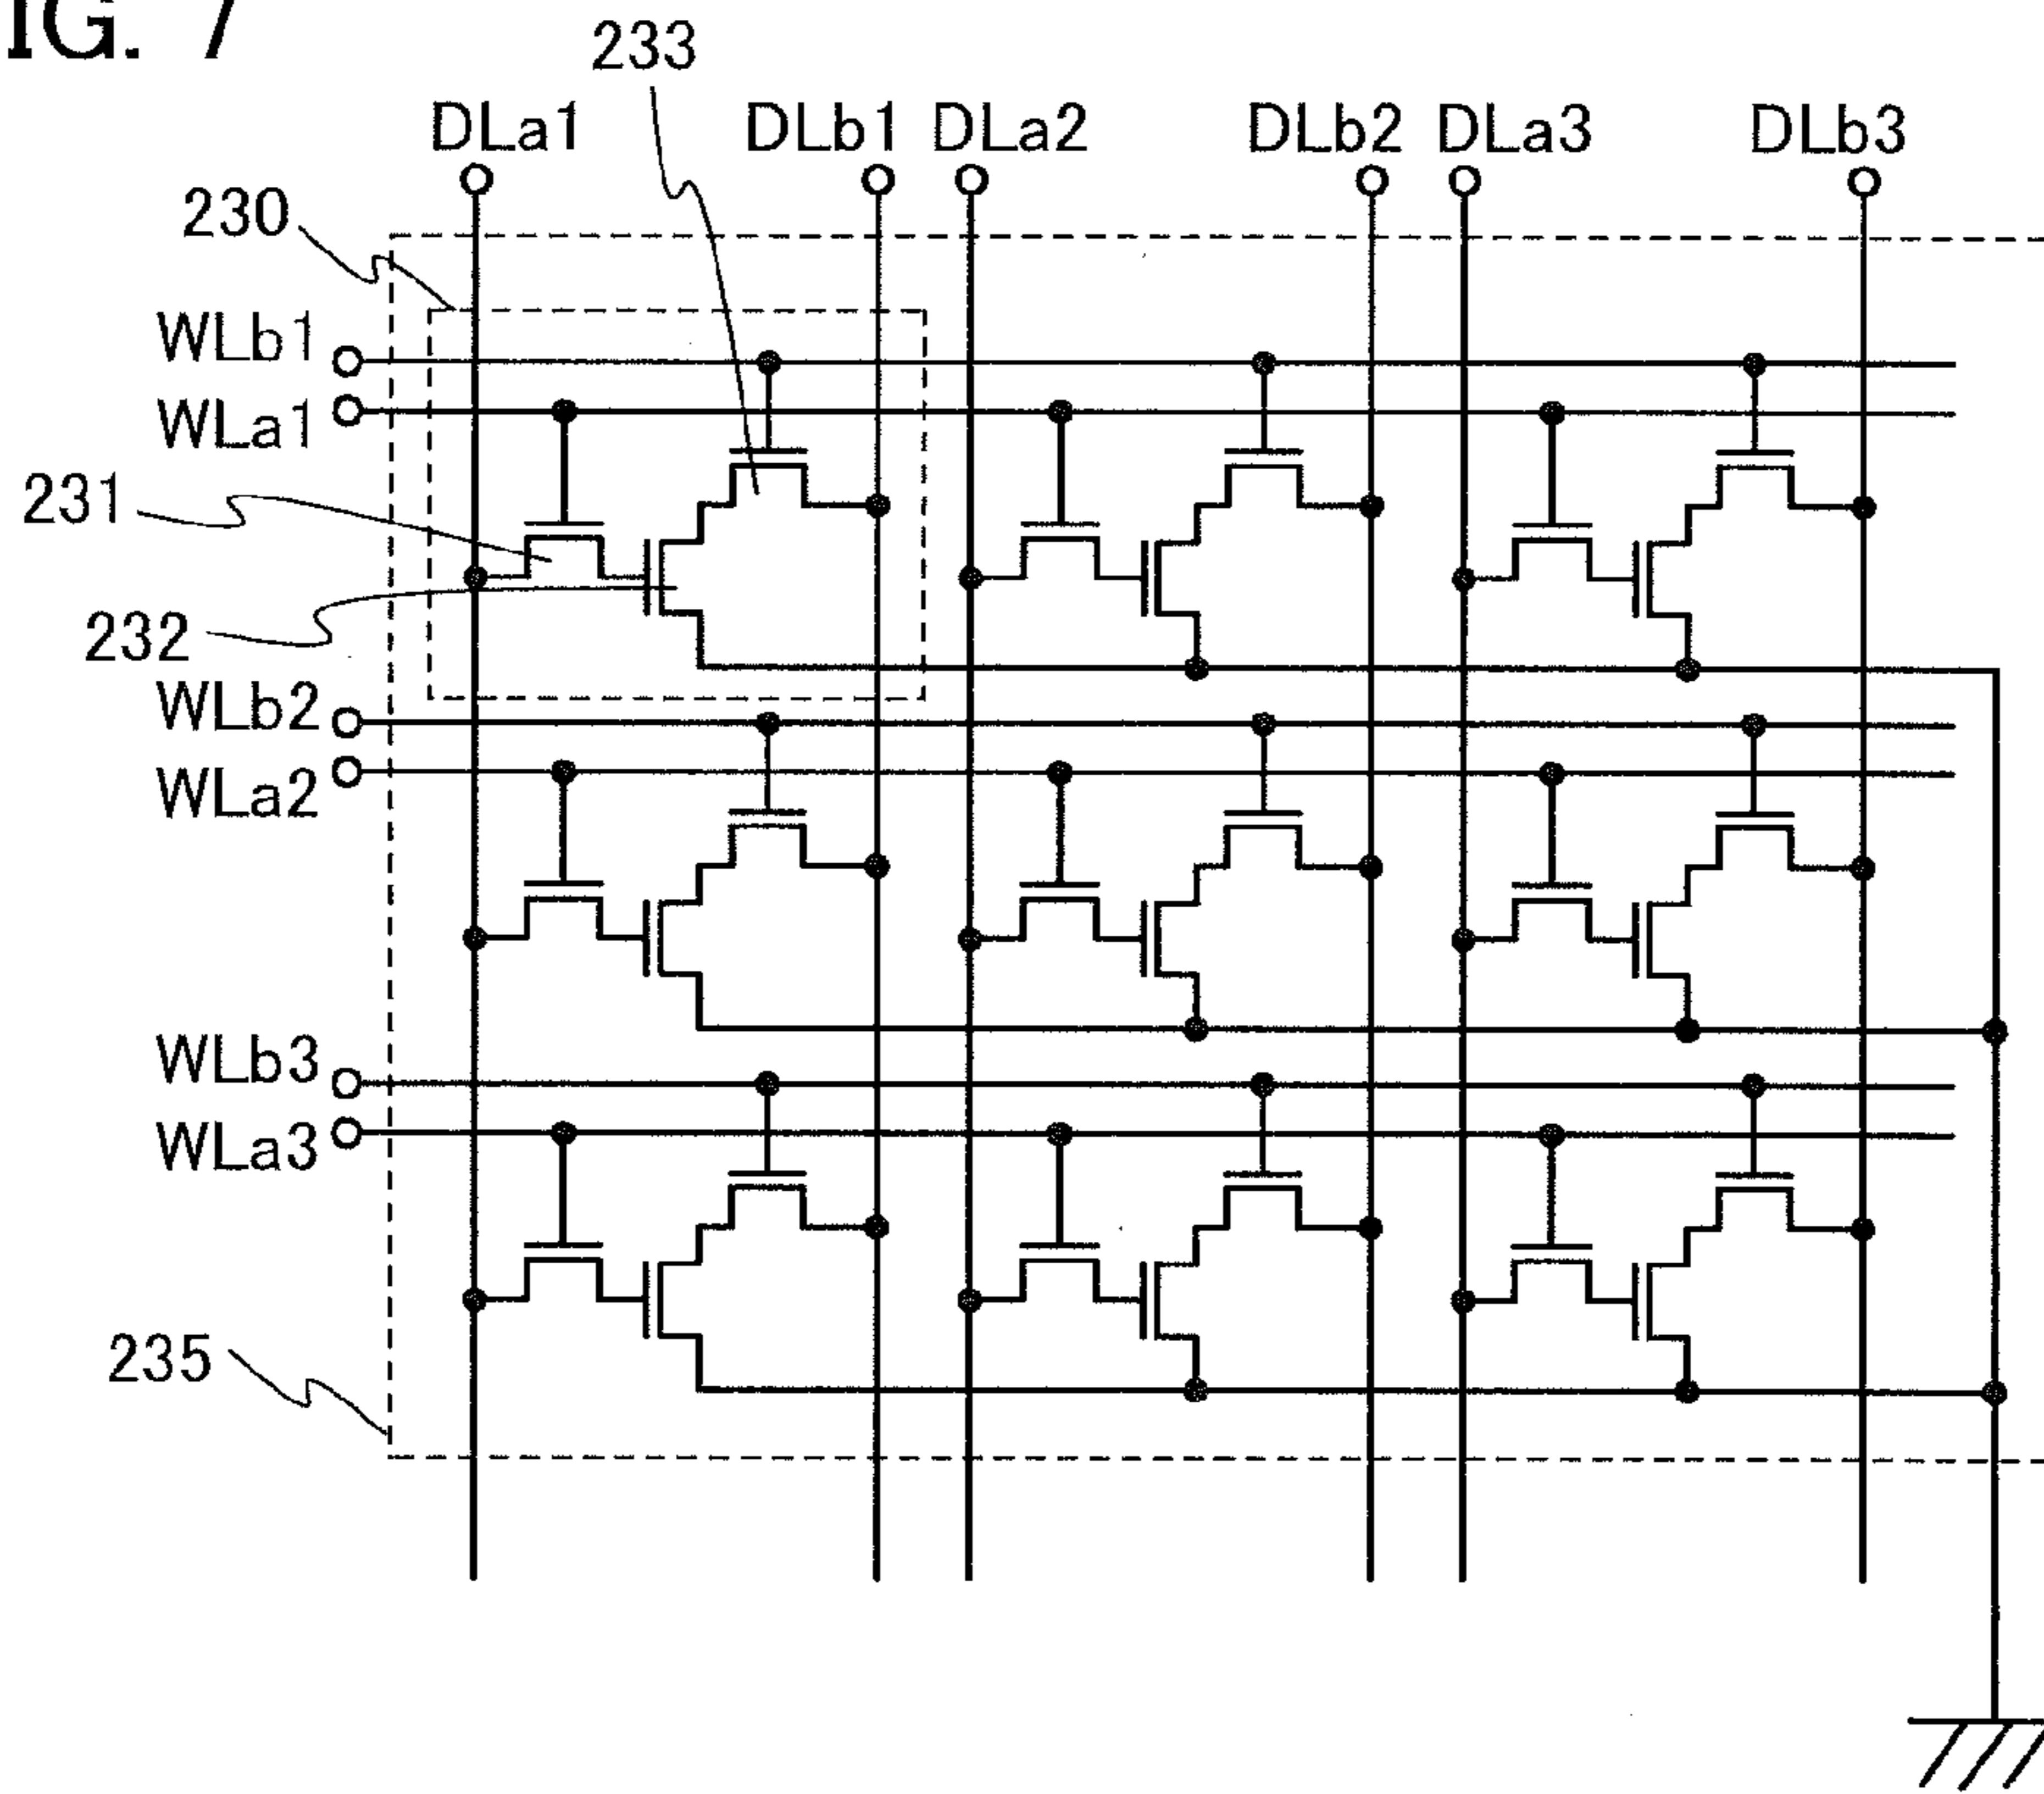 IG. 7
233
DLa1 DLb1 DLa2 DLb2 DLa3 DLb3
230
WLb1
WLa1
231
232
WLb2
WLa2
WLb3
WLa3
235